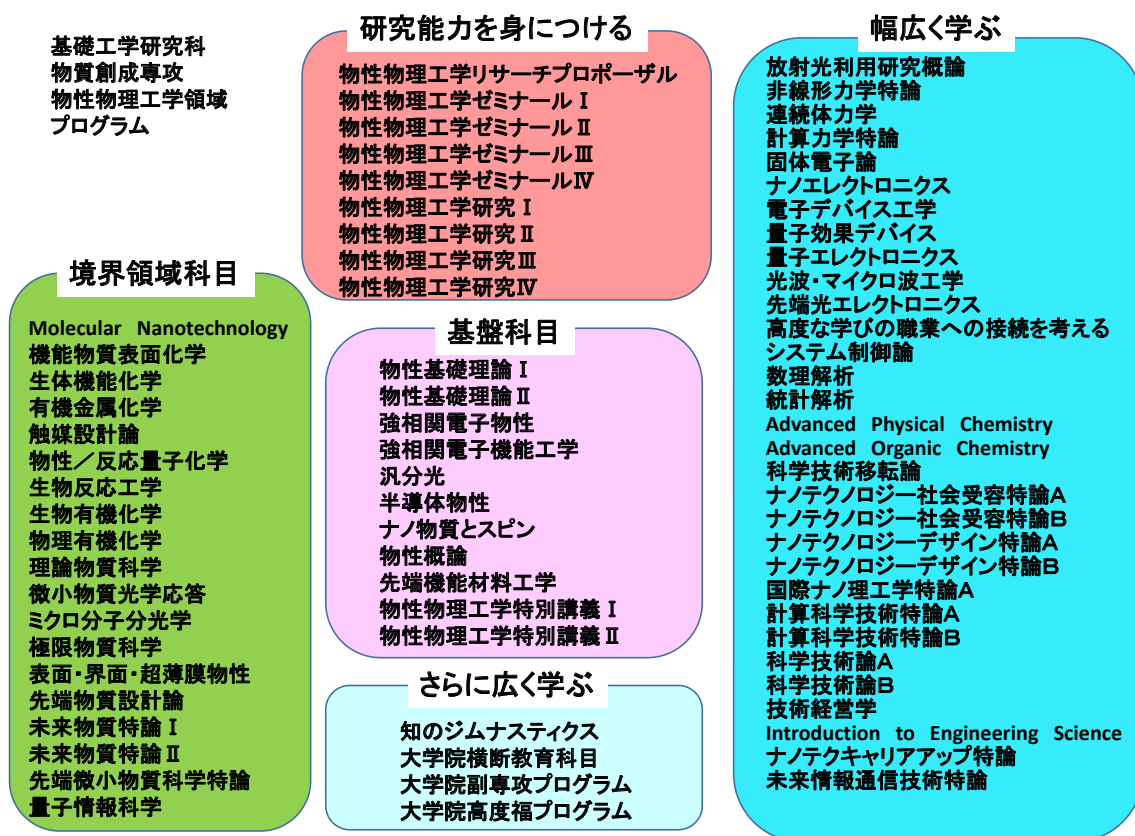 基礎工学研究科
物質創成専攻
物性物理工学領域
プログラム
研究能力を身につける
物性物理工学リサーチプロポーザル
物性物理工学ゼミナールⅠ
物性物理工学ゼミナールⅡ
物性物理工学ゼミナールⅢ
物性物理工学ゼミナールⅣ
物性物理工学研究Ⅰ
物性物理工学研究Ⅱ
物性物理工学研究Ⅲ
物性物理工学研究Ⅳ
境界領域科目
Molecular Nanotechnology
機能物質表面化学
生体機能化学
有機金属化学
触媒設計論
物性／反応量子化学
生物反応工学
生物有機化学
物理有機化学
理論物質科学
微小物質光学応答
ミクロ分子分光学
極限物質科学
表面・界面・超薄膜物性
先端物質設計論
未来物質特論Ⅰ
未来物質特論Ⅱ
先端微小物質科学特論
量子情報科学
基盤科目
物性基礎理論Ⅰ
物性基礎理論Ⅱ
強相関電子物性
強相関電子機能工学
汎分光
半導体物性
ナノ物質とスピン
物性概論
先端機能材料工学
物性物理工学特別講義Ⅰ
物性物理工学特別講義Ⅱ
さらに広く学ぶ
知のジムナスティクス
大学院横断教育科目
大学院副専攻プログラム
大学院高度福プログラム
幅広く学ぶ
放射光利用研究概論
非線形力学特論
連続体力学
計算力学特論
固体電子論
ナノエレクトロニクス
電子デバイス工学
量子効果デバイス
量子エレクトロニクス
光波・マイクロ波工学
先端光エレクトロニクス
高度な学びの職業への接続を考える
システム制御論
数理解析
統計解析
Advanced Physical Chemistry
Advanced Organic Chemistry
科学技術移転論
ナノテクノロジー社会受容特論A
ナノテクノロジー社会受容特論B
ナノテクノロジーデザイン特論A
ナノテクノロジーデザイン特論B
国際ナノ理工学特論A
計算科学技術特論A
計算科学技術特論B
科学技術論A
科学技術論B
技術経営学
Introduction to Engineering Science
ナノテクキャリアアップ特論
未来情報通信技術特論